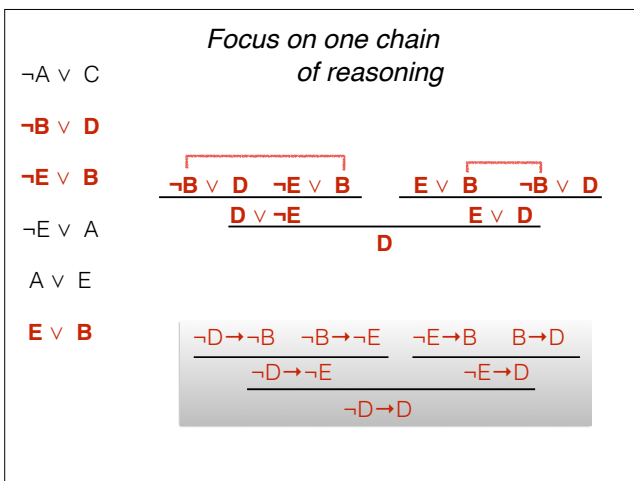 Focus on one chain
of reasoning
¬A ∨ C
¬B ∨ D
¬E ∨ B
¬E ∨ A
A ∨ E
E ∨ B
¬B ∨ D ¬E ∨ B E ∨ B ¬B ∨ D
D ∨ ¬E E ∨ D
D
¬D→¬B ¬B→¬E ¬E→B B→D
¬D→¬E ¬E→D
¬D→D